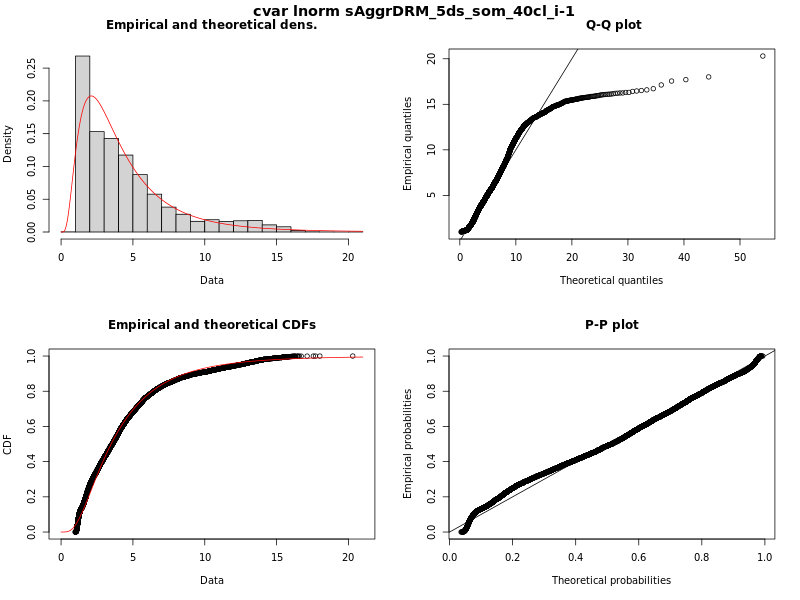 cvar lnorm sAggrDRM_5ds_som_40cl_i-1
Empirical and theoretical dens.
Density
0.00 0.05 0.10 0.15 0.20 0.25
0 5 10 15 20
Data
Q-Q plot
Empirical quantiles
5 10 15 20
0 10 20 30 40 50
Theoretical quantiles
Empirical and theoretical CDFs
CDF
0.0 0.2 0.4 0.6 0.8 1.0
0 5 10 15 20
Data
P-P plot
Empirical probabilities
0.0 0.2 0.4 0.6 0.8 1.0
0.0 0.2 0.4 0.6 0.8 1.0
Theoretical probabilities